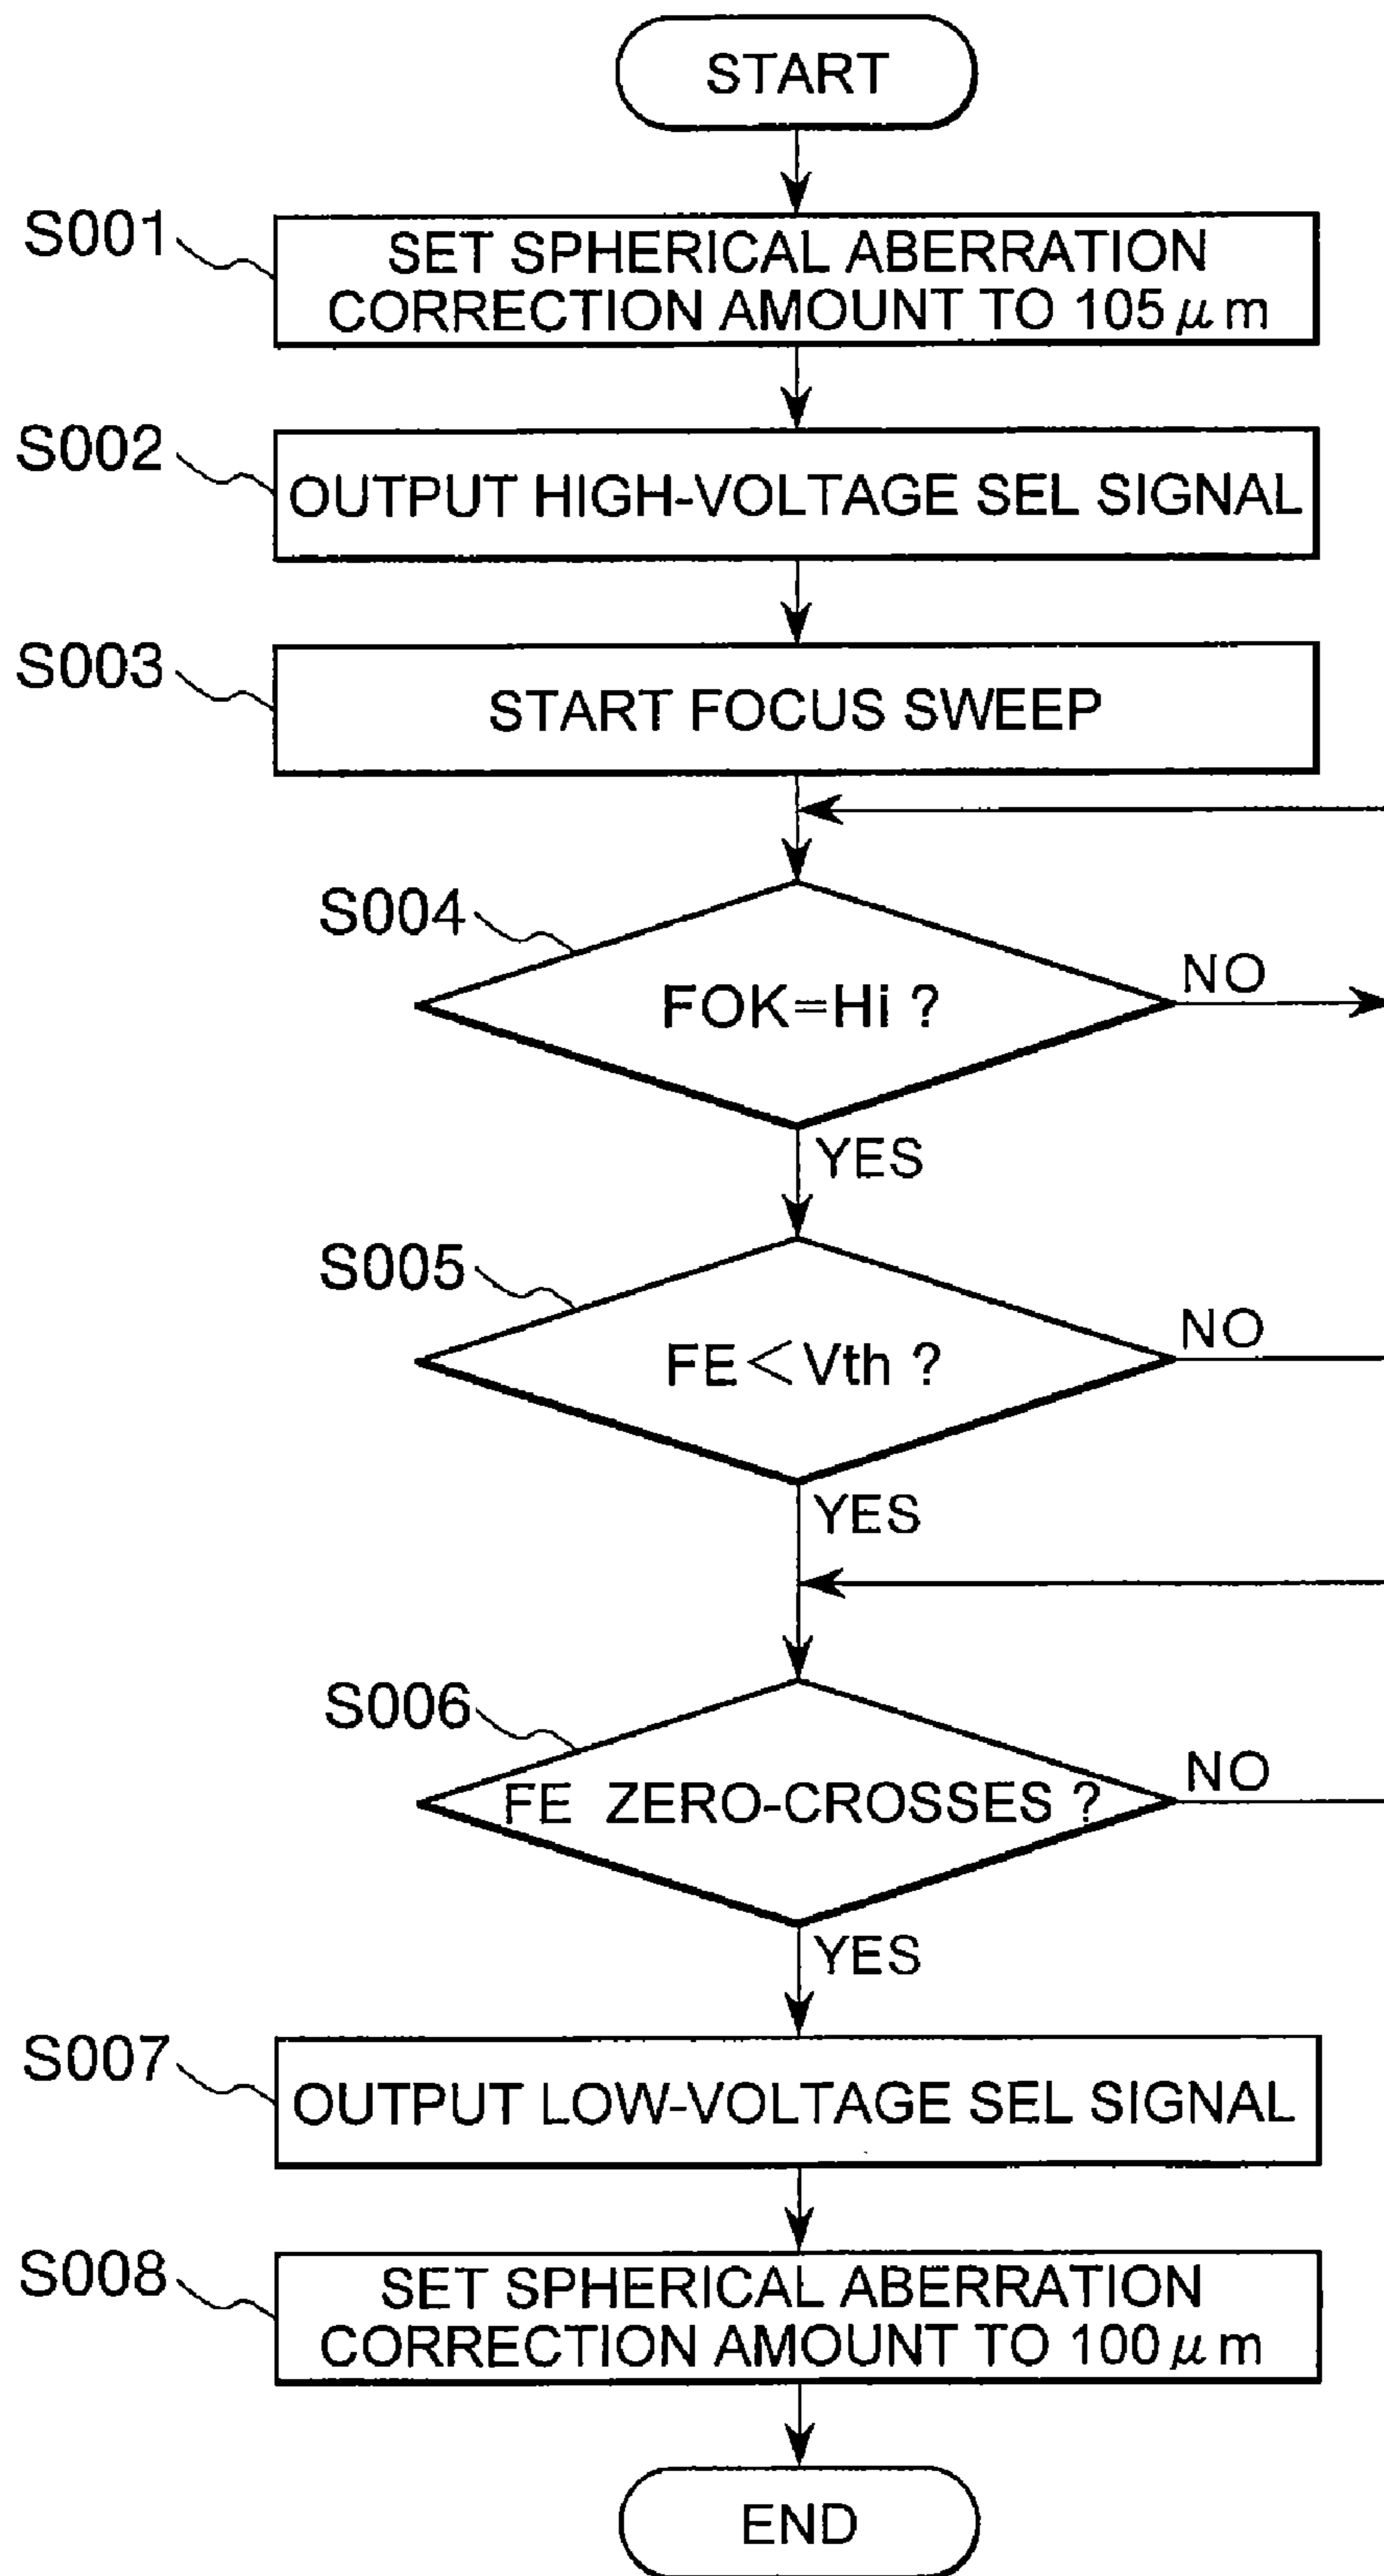 START
S001
SET SPHERICAL ABERRATION
CORRECTION AMOUNT TO 105μm
S002
OUTPUT HIGH-VOLTAGE SEL SIGNAL
S003
START FOCUS SWEEP
S004
FOK=Hi ?
NO
YES
S005
FE<Vth ?
NO
YES
S006
FE ZERO-CROSSES ?
NO
YES
S007
OUTPUT LOW-VOLTAGE SEL SIGNAL
S008
SET SPHERICAL ABERRATION
CORRECTION AMOUNT TO 100μm
END